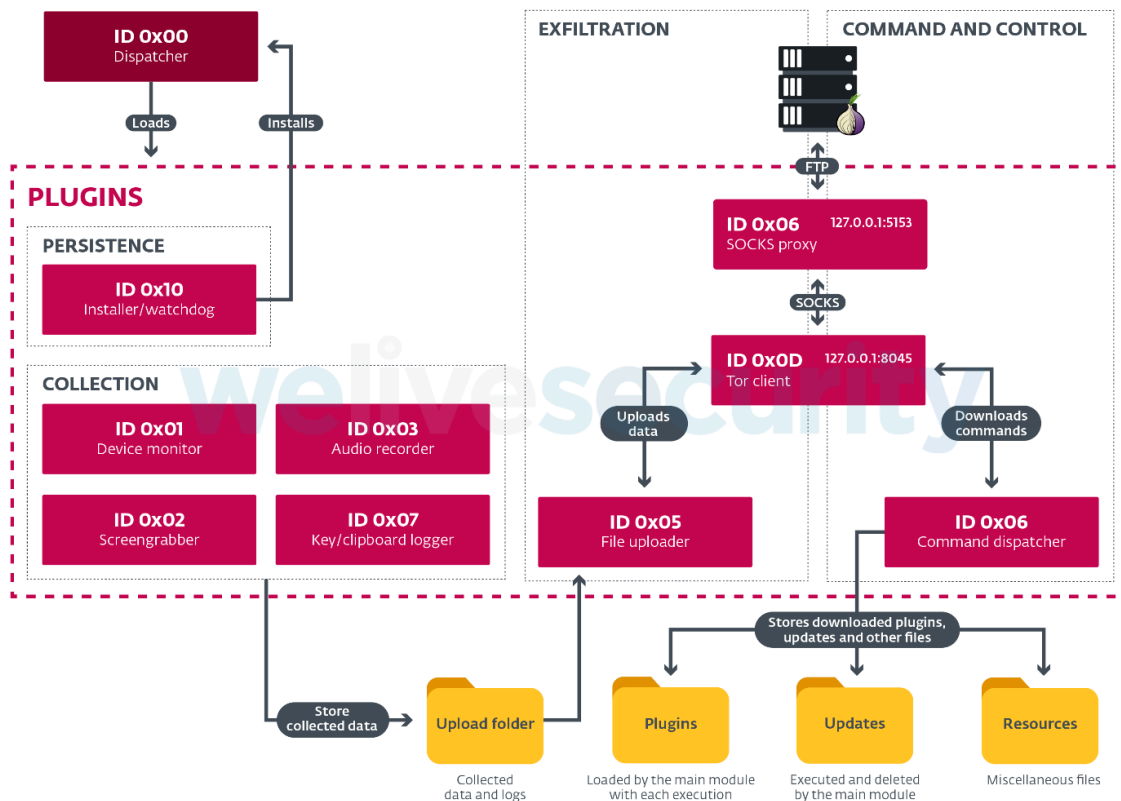 ID 0x00
Dispatcher
Loads
Installs
EXFILTRATION
COMMAND AND CONTROL
FTP
PLUGINS
PERSISTENCE
ID 0x10
Installer/watchdog
ID 0x06
127.0.0.1:5153
SOCKS proxy
SOCKS
ID 0x0D
127.0.0.1:8045
Tor client
welivesecurity
COLLECTION
ID 0x01
Device monitor
ID 0x03
Audio recorder
ID 0x02
Screengrabber
ID 0x07
Key/clipboard logger
Uploads
data
Downloads
commands
ID 0x05
File uploader
ID 0x06
Command dispatcher
Stores downloaded plugins,
updates and other files
Store
collected data
Upload folder
Plugins
Updates
Resources
Collected
data and logs
Loaded by the main module
with each execution
Executed and deleted
by the main module
Miscellaneous files